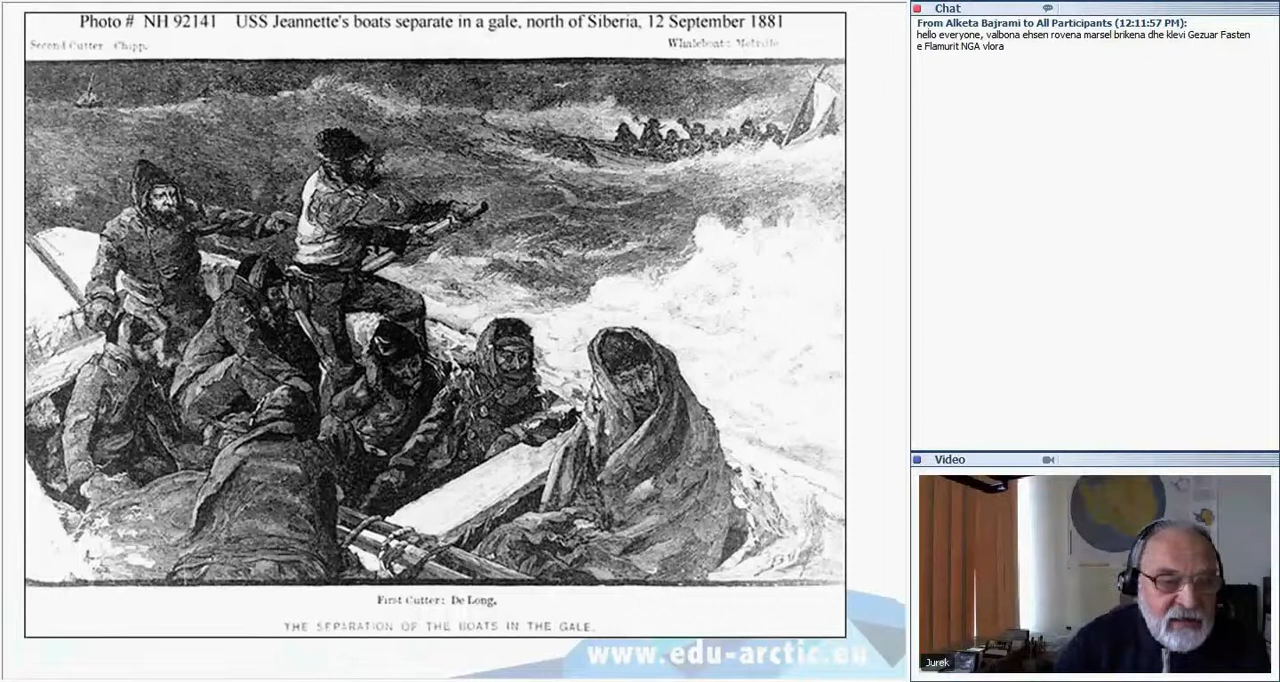 Photo # NH 92141 USS Jeannette's boats separate in a gale, north of Siberia, 12 September 1881
Second Cutter: Chipp. Whaleboat: Melville
First Cutter: De Long.
THE SEPARATION OF THE BOATS IN THE GALE.
www.edu-arctic.eu
Chat
From Alketa Bajrami to All Participants (12:11:57 PM):
hello everyone, valbona ehsen rovena marsel brikena dhe klevi Gezuar Fasten
e Flamurit NGA vlora
Video
Jurek